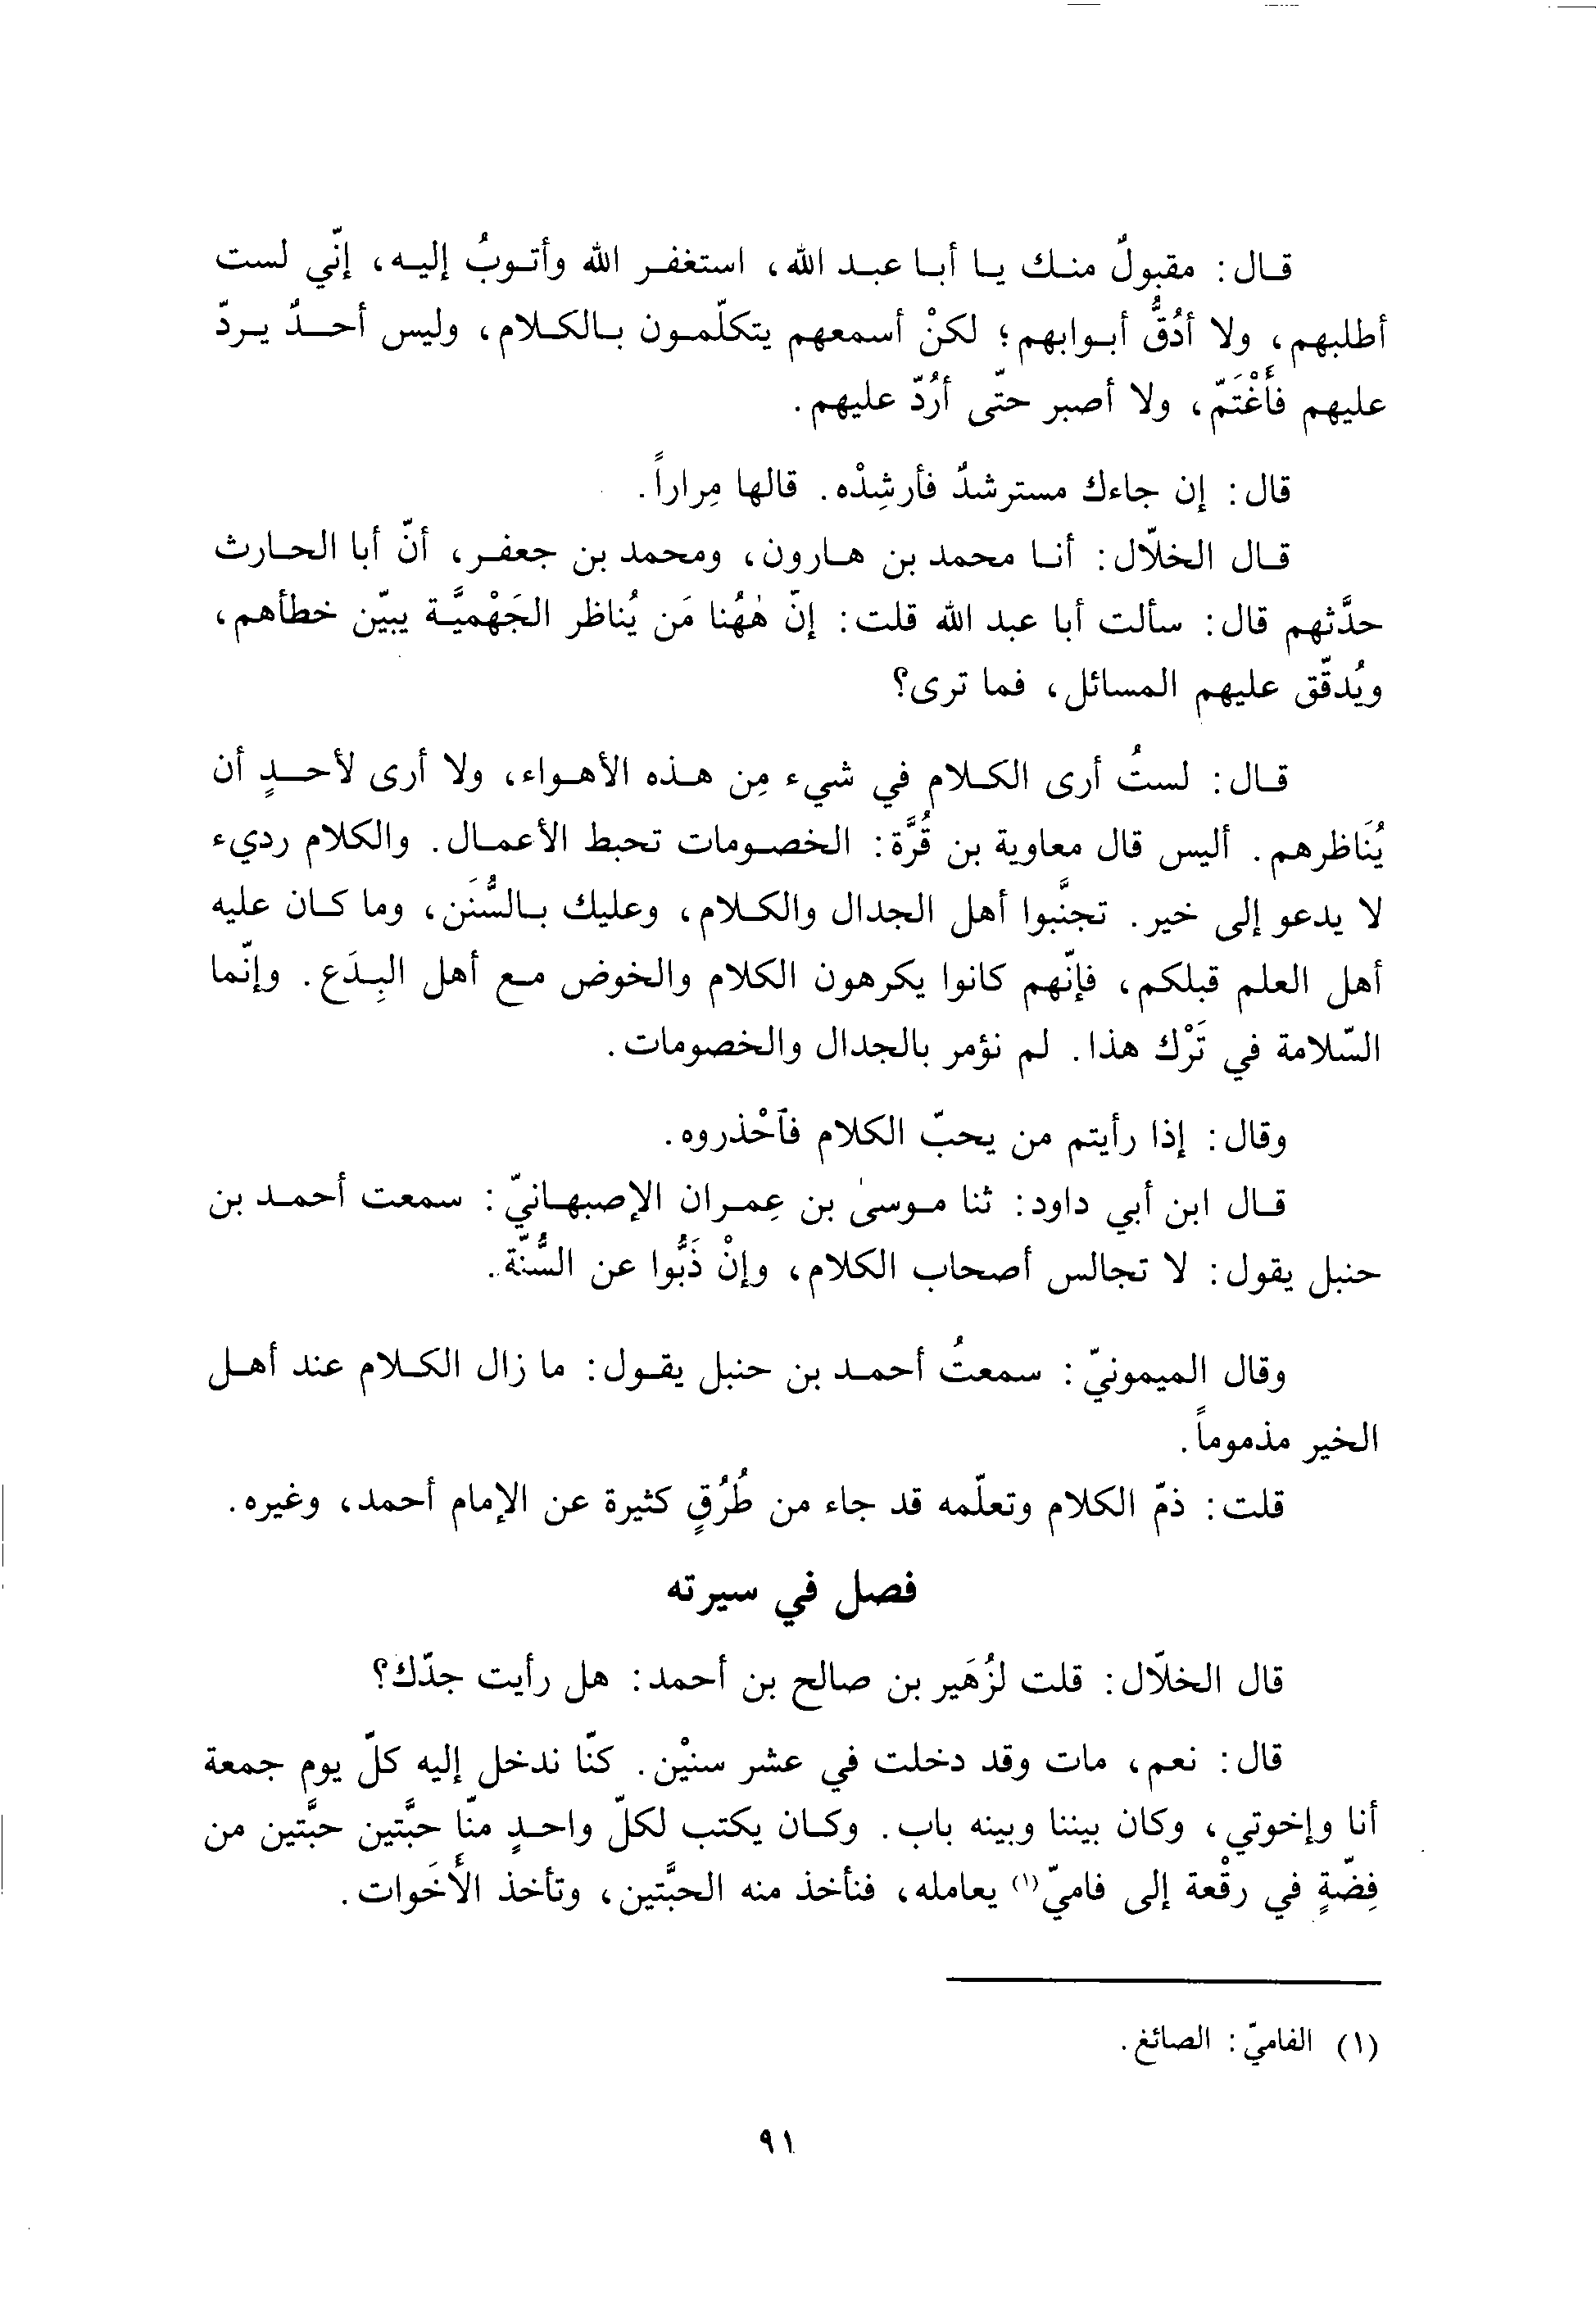 قال: مقبولٌ منك يا أبا عبد الله، استغفر الله وأتوبُ إليه، إنّي لست
أطلبهم، ولا أدُقُّ أبوابهم؛ لكنْ أسمعهم يتكلّمون بالكلام، وليس أحدٌ يردّ
عليهم فأَغْتَمّ، ولا أصبر حتّى أرُدّ عليهم.
قال: إن جاءك مسترشدٌ فأرشِدْه. قالها مِراراً.
قال الخلّال: أنا محمد بن هارون، ومحمد بن جعفر، أنّ أبا الحارث
حدَّثهم قال: سألت أبا عبد الله قلت: إنّ هٰهُنا مَن يُناظر الجَهْميَّة يبيّن خطأهم،
ويُدقّق عليهم المسائل، فما ترى؟
قال: لستُ أرى الكلام في شيء مِن هذه الأهواء، ولا أرى لأحدٍ أن
يُنَاظرهم. أليس قال معاوية بن قُرَّة: الخصومات تحبط الأعمال. والكلام رديء
لا يدعو إلى خير. تجنَّبوا أهل الجدال والكلام، وعليك بالسُّنَن، وما كان عليه
أهل العلم قبلكم، فإنّهم كانوا يكرهون الكلام والخوض مع أهل البِدَع. وإنّما
السّلامة في تَرْك هذا. لم نؤمر بالجدال والخصومات.
وقال: إذا رأيتم من يحبّ الكلام فآحْذروه.
قال ابن أبي داود: ثنا موسىٰ بن عِمران الإصبهانيّ: سمعت أحمد بن
حنبل يقول: لا تجالس أصحاب الكلام، وإنْ ذَبُّوا عن السُّنّة.
وقال الميمونيّ: سمعتُ أحمد بن حنبل يقول: ما زال الكلام عند أهل
الخير مذموماً.
قلت: ذمّ الكلام وتعلّمه قد جاء من طُرُقٍ كثيرة عن الإمام أحمد، وغيره.
فصل في سيرته
قال الخلّال: قلت لزُهَير بن صالح بن أحمد: هل رأيت جدّك؟
قال: نعم، مات وقد دخلت في عشر سنيْن. كنّا ندخل إليه كلّ يوم جمعة
أنا وإخوتي، وكان بيننا وبينه باب. وكان يكتب لكلّ واحدٍ منّا حبَّتين حبَّتين من
فِضّةٍ في رقْعة إلى فاميّ(١) يعامله، فنأخذ منه الحبَّتين، وتأخذ الأَخَوات.
(١) الفاميّ: الصائغ.
٩١